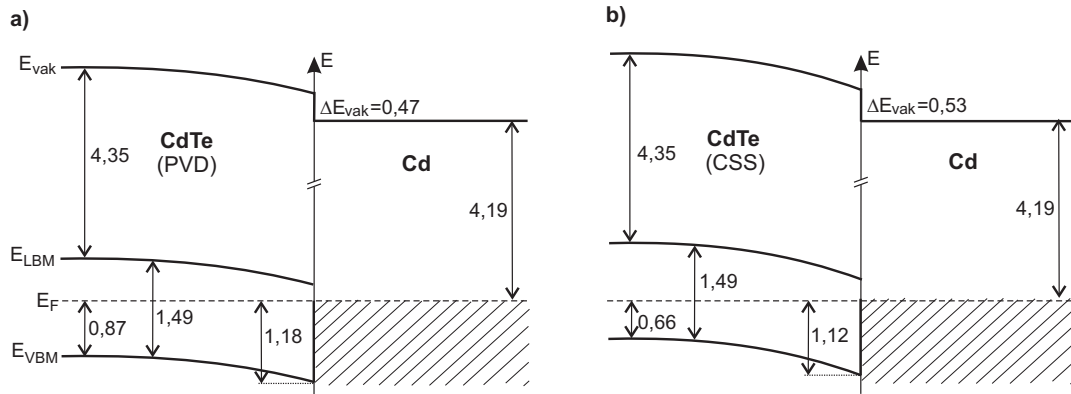 a)
E_vak
E
ΔE_vak=0,47
CdTe
(PVD)
4,35
Cd
4,19
E_LBM
E_F
0,87
1,49
1,18
E_VBM
b)
E
ΔE_vak=0,53
CdTe
(CSS)
4,35
Cd
4,19
1,49
0,66
1,12